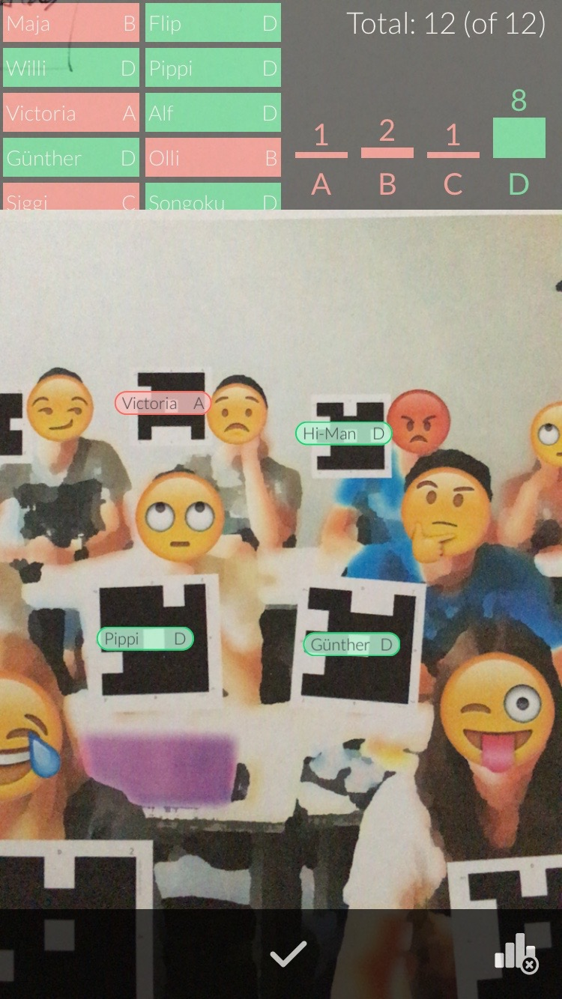 Maja B
Flip D
Total: 12 (of 12)
Willi D
Pippi D
Victoria A
Alf D
Günther D
Olli B
Siggi C
Songoku D
1
2
1
8
A
B
C
D
Victoria A
Hi-Man D
Pippi D
Günther D
2